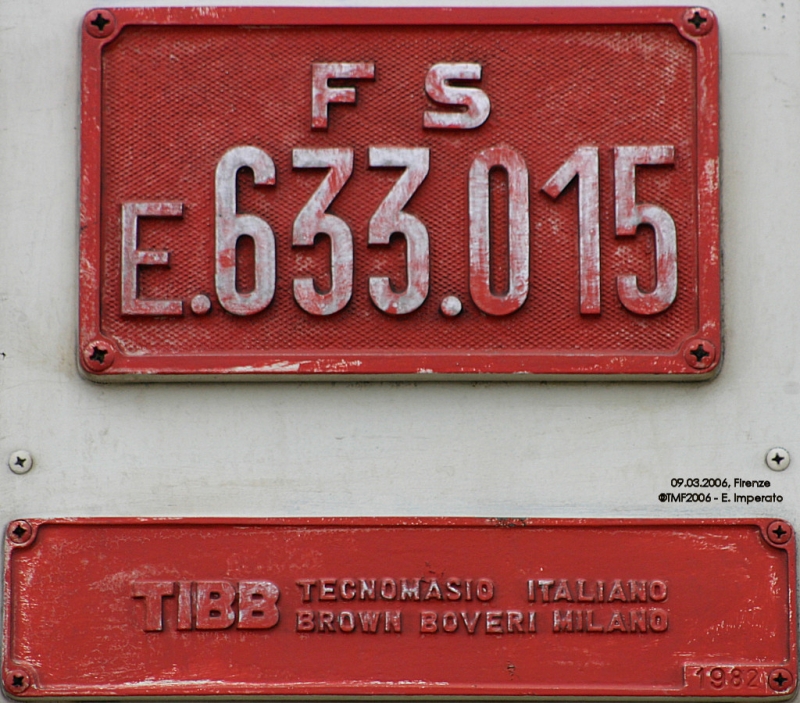 F S
E.633.015
09.03.2006, Firenze
©TMF2006 - E. Imperato
TIBB TECNOMASIO ITALIANO
BROWN BOVERI MILANO
1982